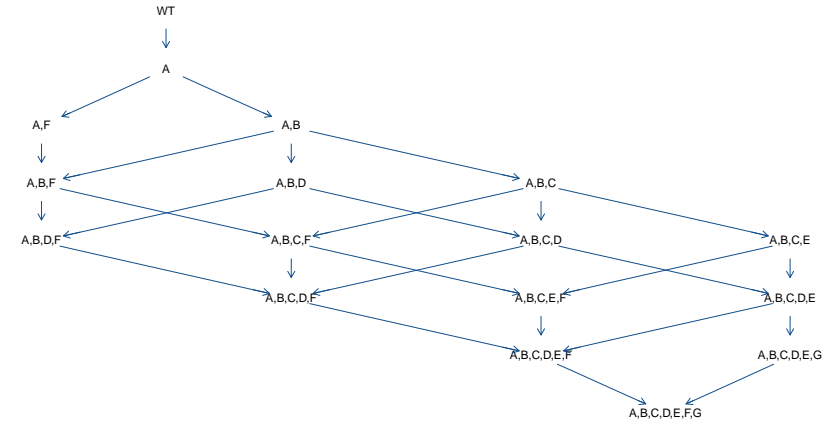 WT
A
A,F
A,B
A,B,F
A,B,D
A,B,C
A,B,D,F
A,B,C,F
A,B,C,D
A,B,C,E
A,B,C,D,F
A,B,C,E,F
A,B,C,D,E
A,B,C,D,E,F
A,B,C,D,E,G
A,B,C,D,E,F,G